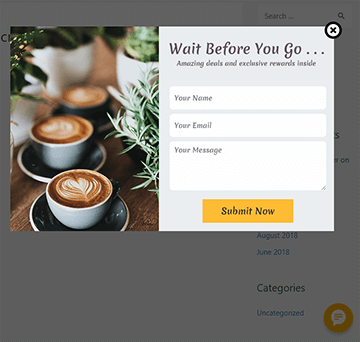 Search ...
Wait Before You Go . . .
Amazing deals and exclusive rewards inside
Your Name
Your Email
Your Message
Submit Now
August 2018
June 2018
Categories
Uncategorized